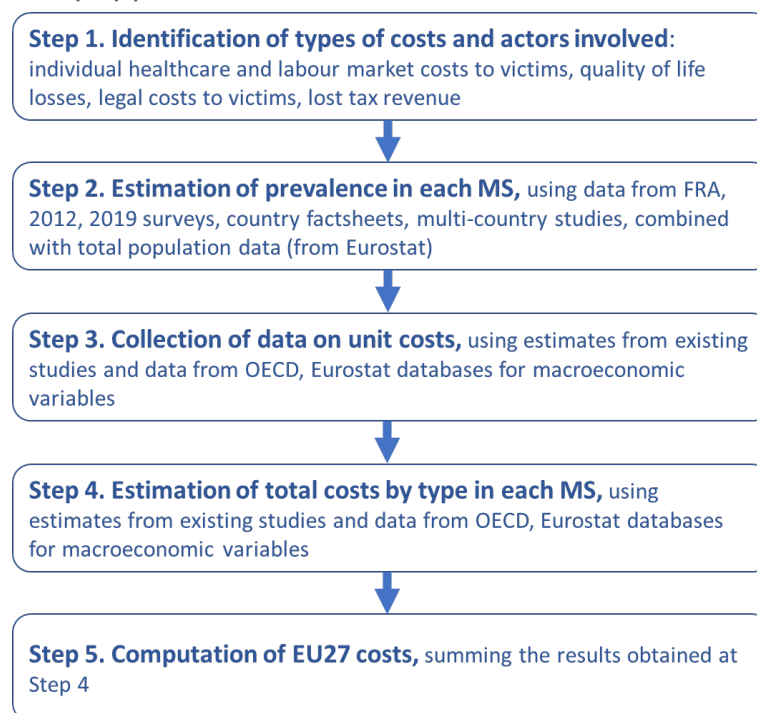 Step 1. Identification of types of costs and actors involved:
individual healthcare and labour market costs to victims, quality of life
losses, legal costs to victims, lost tax revenue
Step 2. Estimation of prevalence in each MS, using data from FRA,
2012, 2019 surveys, country factsheets, multi-country studies, combined
with total population data (from Eurostat)
Step 3. Collection of data on unit costs, using estimates from existing
studies and data from OECD, Eurostat databases for macroeconomic
variables
Step 4. Estimation of total costs by type in each MS, using
estimates from existing studies and data from OECD, Eurostat databases
for macroeconomic variables
Step 5. Computation of EU27 costs, summing the results obtained at
Step 4